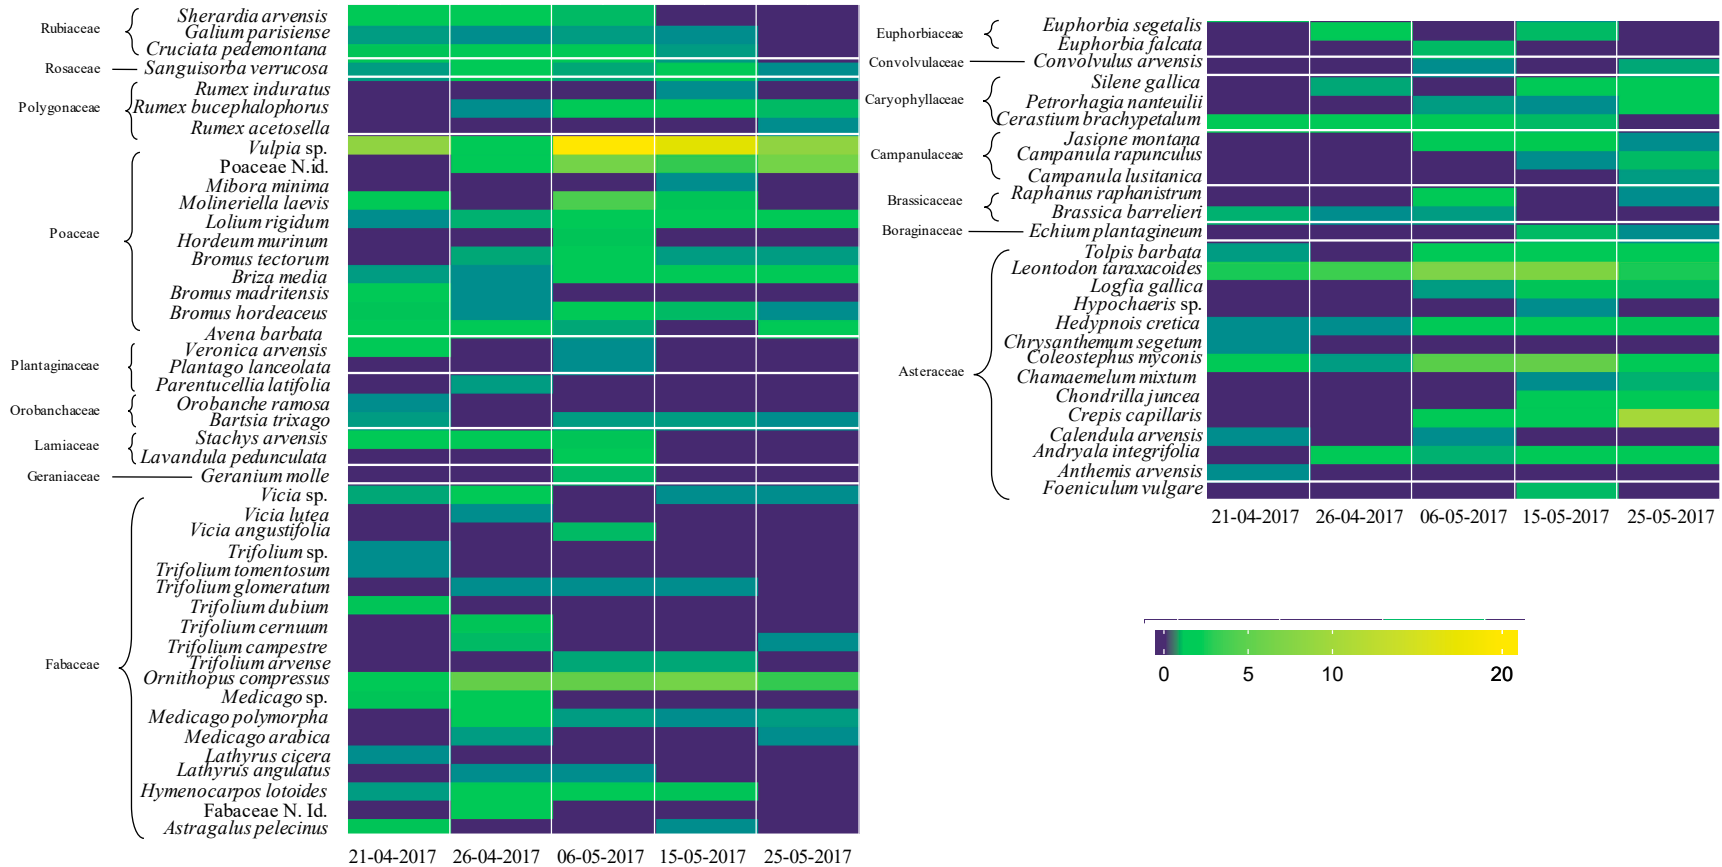 Rubiaceae
Sherardia arvensis
Galium parisiense
Cruciata pedemontana
Rosaceae
Sanguisorba verrucosa
Polygonaceae
Rumex induratus
Rumex bucephalophorus
Rumex acetosella
Poaceae
Vulpia sp.
Poaceae N.id.
Mibora minima
Molineriella laevis
Lolium rigidum
Hordeum murinum
Bromus tectorum
Briza media
Bromus madritensis
Bromus hordeaceus
Avena barbata
Plantaginaceae
Veronica arvensis
Plantago lanceolata
Parentucellia latifolia
Orobanchaceae
Orobanche ramosa
Bartsia trixago
Lamiaceae
Stachys arvensis
Lavandula pedunculata
Geraniaceae
Geranium molle
Fabaceae
Vicia sp.
Vicia lutea
Vicia angustifolia
Trifolium sp.
Trifolium tomentosum
Trifolium glomeratum
Trifolium dubium
Trifolium cernuum
Trifolium campestre
Trifolium arvense
Ornithopus compressus
Medicago sp.
Medicago polymorpha
Medicago arabica
Lathyrus cicera
Lathyrus angulatus
Hymenocarpos lotoides
Fabaceae N. Id.
Astragalus pelecinus
21-04-2017 26-04-2017 06-05-2017 15-05-2017 25-05-2017
Euphorbiaceae
Euphorbia segetalis
Euphorbia falcata
Convolvulaceae
Convolvulus arvensis
Caryophyllaceae
Silene gallica
Petrorhagia nanteuilii
Cerastium brachypetalum
Campanulaceae
Jasione montana
Campanula rapunculus
Campanula lusitanica
Brassicaceae
Raphanus raphanistrum
Brassica barrelieri
Boraginaceae
Echium plantagineum
Asteraceae
Tolpis barbata
Leontodon taraxacoides
Logfia gallica
Hypochaeris sp.
Hedypnois cretica
Chrysanthemum segetum
Coleostephus myconis
Chamaemelum mixtum
Chondrilla juncea
Crepis capillaris
Calendula arvensis
Andryala integrifolia
Anthemis arvensis
Foeniculum vulgare
21-04-2017 26-04-2017 06-05-2017 15-05-2017 25-05-2017
0 5 10 20